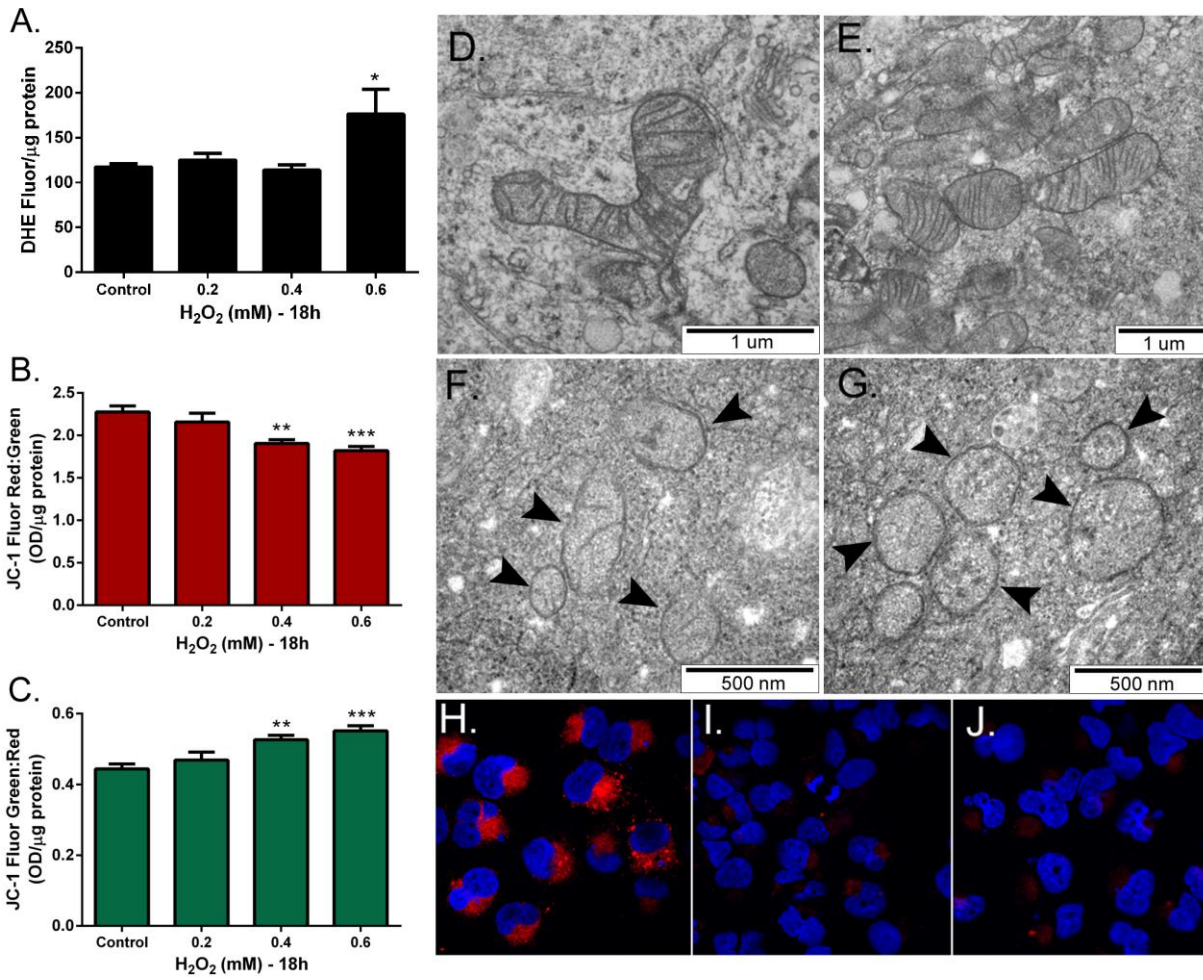 A.
DHE Fluor/µg protein
250
200
150
100
50
0
*
Control
0.2
0.4
0.6
H₂O₂ (mM) - 18h
B.
JC-1 Fluor Red:Green
(OD/µg protein)
2.5
2.0
1.5
1.0
0.5
0.0
**
***
Control
0.2
0.4
0.6
H₂O₂ (mM) - 18h
C.
JC-1 Fluor Green:Red
(OD/µg protein)
0.6
0.4
0.2
0.0
**
***
Control
0.2
0.4
0.6
H₂O₂ (mM) - 18h
D.
1 um
E.
1 um
F.
500 nm
G.
500 nm
H.
I.
J.